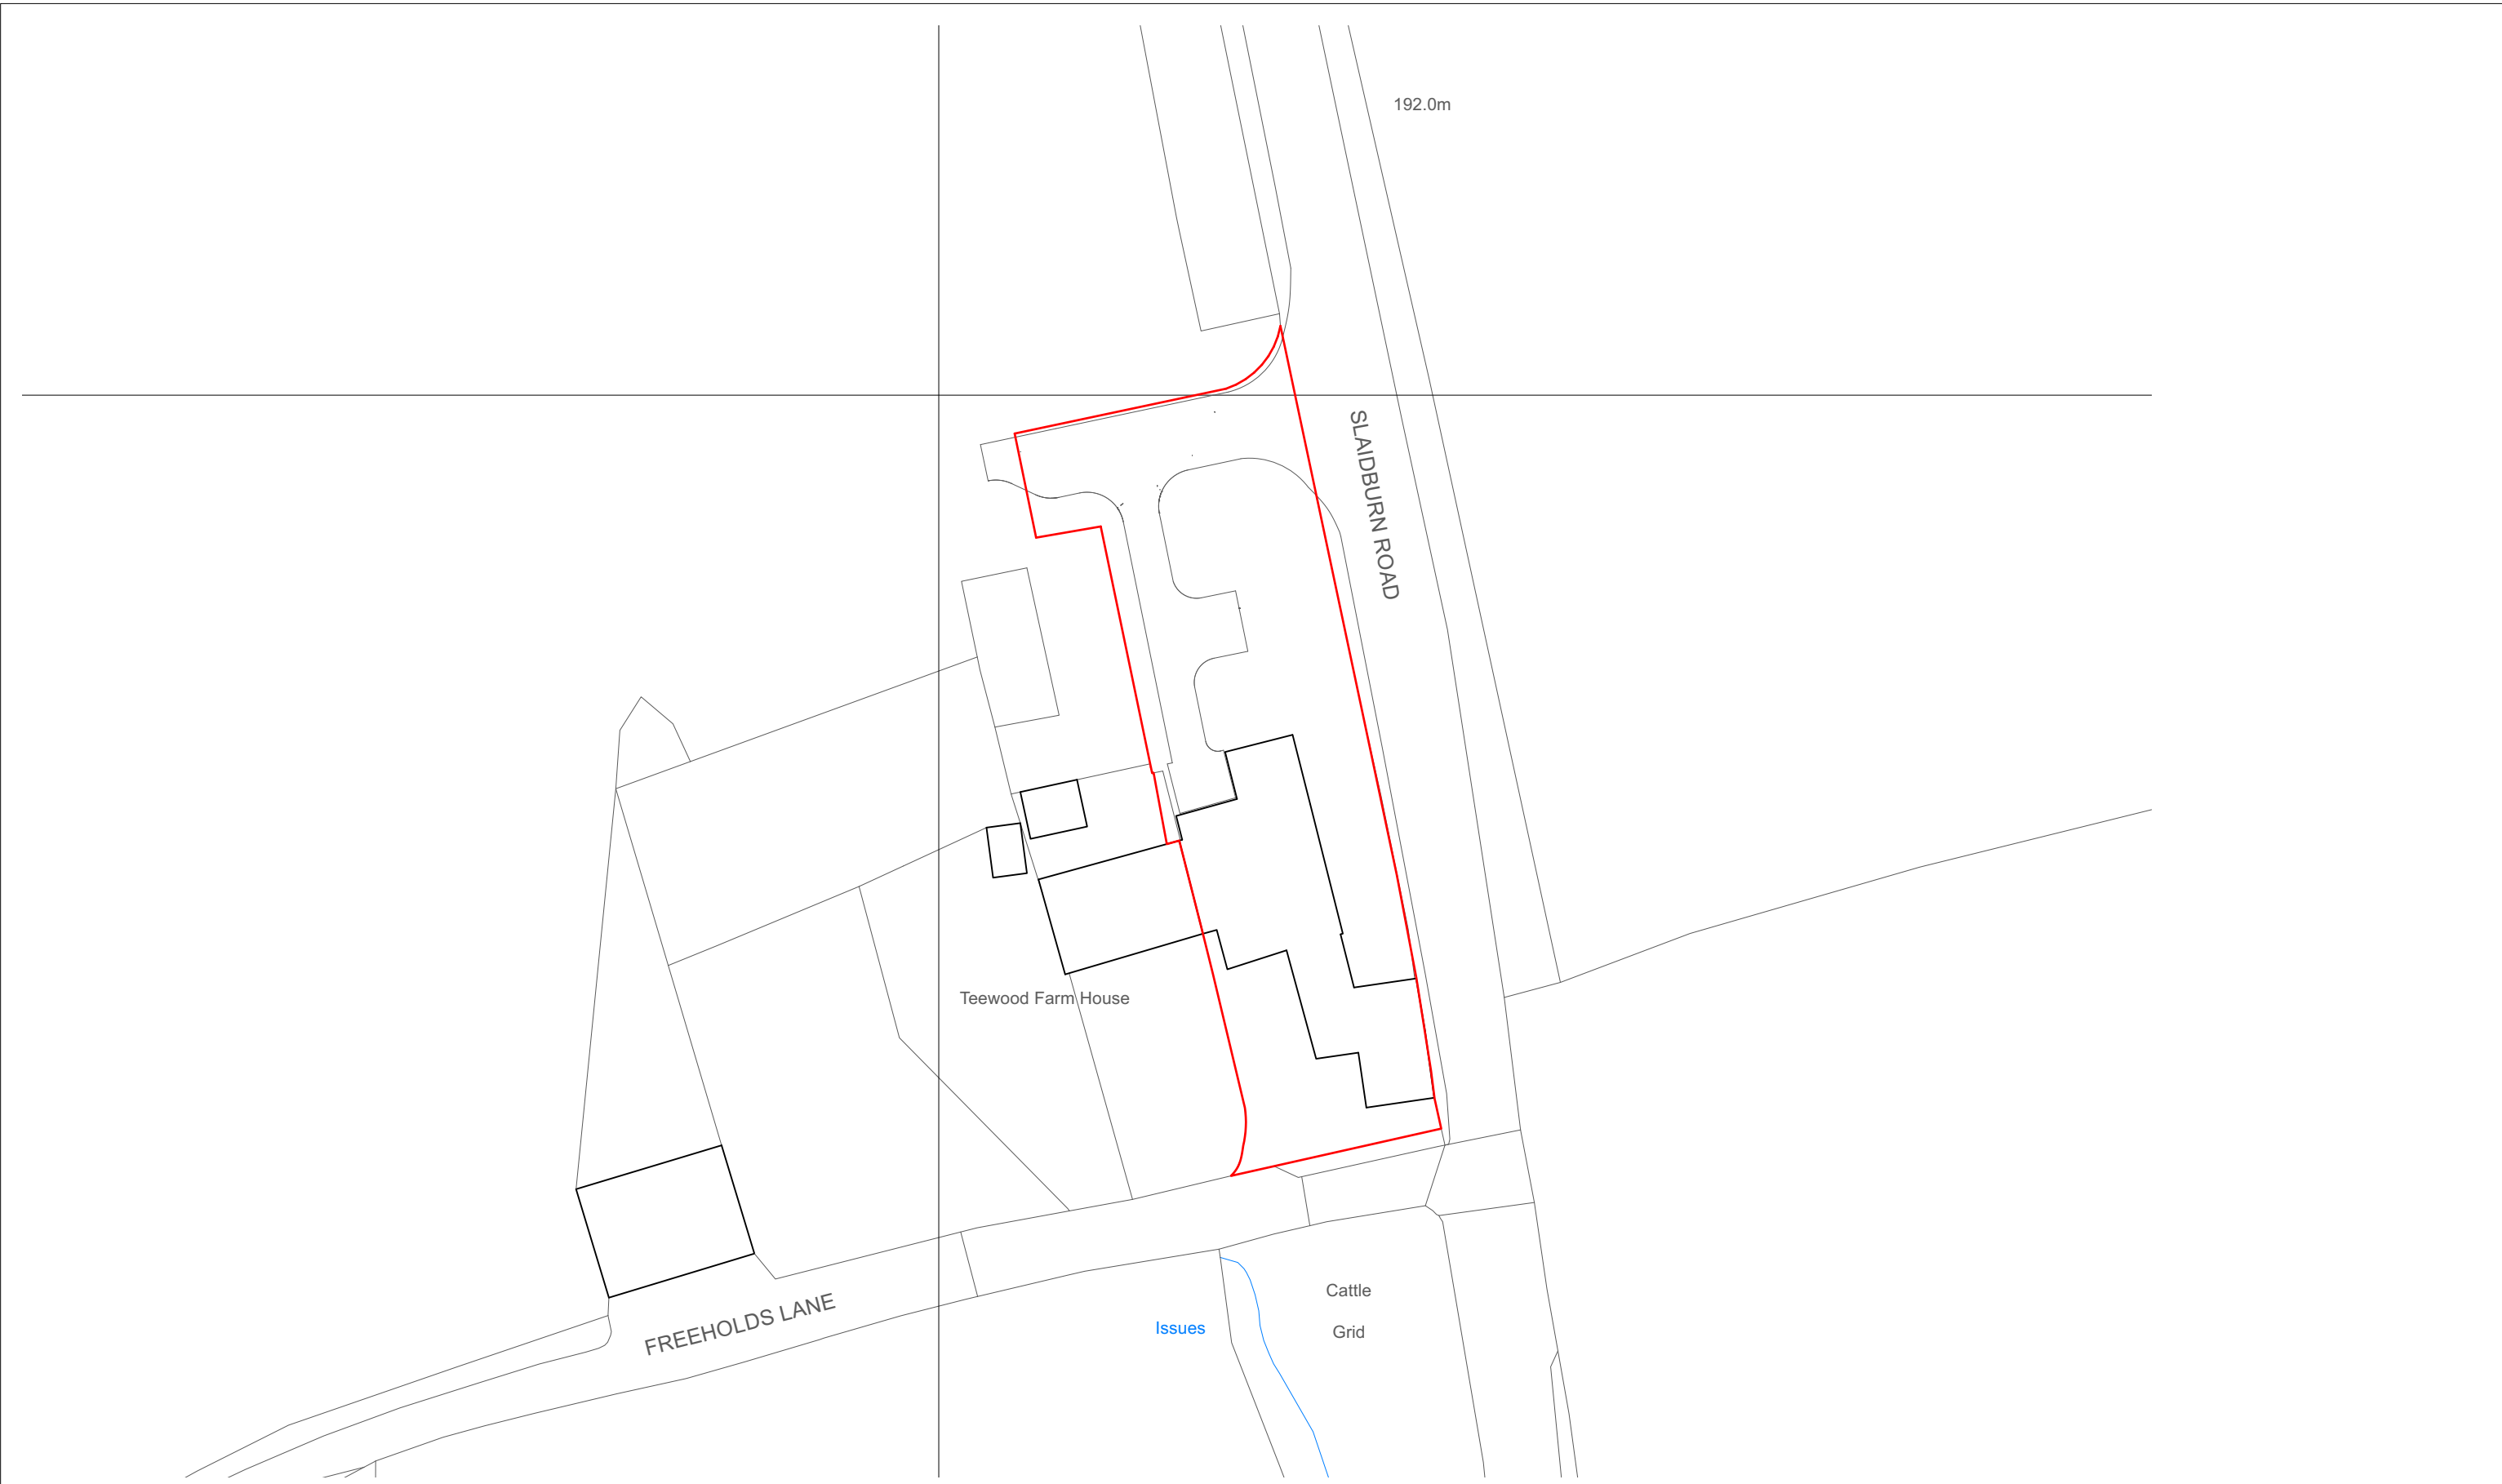 192.0m
SLAIDBURN ROAD
Teewood Farm House
FREEHOLDS LANE
Issues
Cattle
Grid